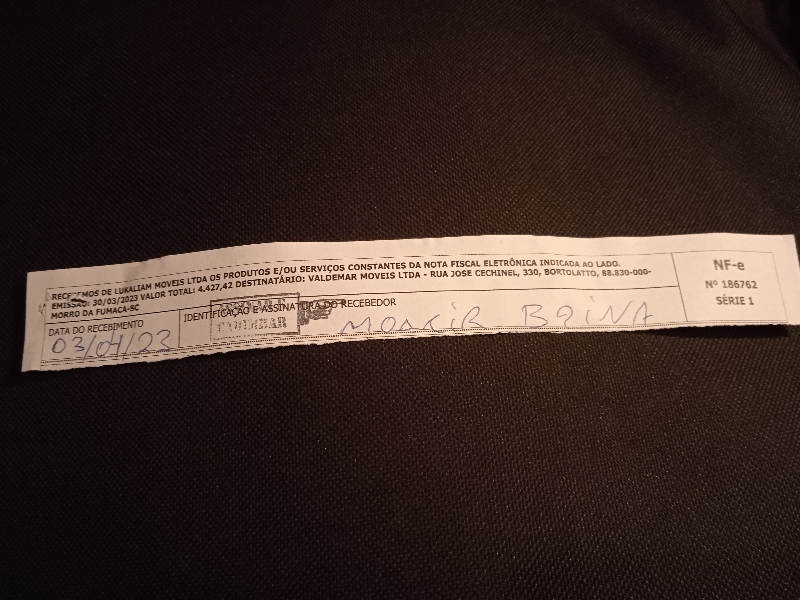 RECEBEMOS DE LUKALIAM MOVEIS LTDA OS PRODUTOS E/OU SERVIÇOS CONSTANTES DA NOTA FISCAL ELETRÔNICA INDICADA AO LADO.
EMISSÃO: 30/03/2023 VALOR TOTAL: 4.427,42 DESTINATÁRIO: VALDEMAR MOVEIS LTDA - RUA JOSE CECHINEL, 330, BORTOLATTO, 88.830-000-
MORRO DA FUMACA-SC
DATA DO RECEBIMENTO
03/04/23
IDENTIFICAÇÃO E ASSINATURA DO RECEBEDOR
MOACIR
NF-e
Nº 186762
SÉRIE 1